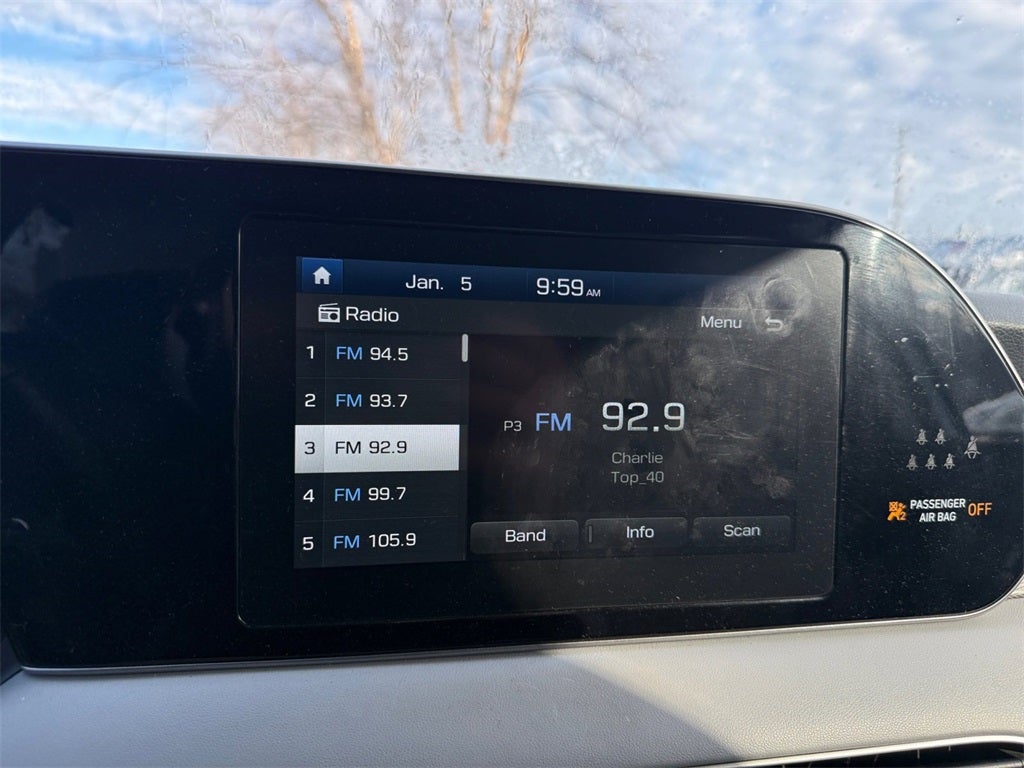 Jan. 5 9:59 AM
Radio
Menu
1 FM 94.5
2 FM 93.7
3 FM 92.9
4 FM 99.7
5 FM 105.9
P3 FM 92.9
Charlie
Top_40
Band Info Scan
2 PASSENGER AIR BAG OFF